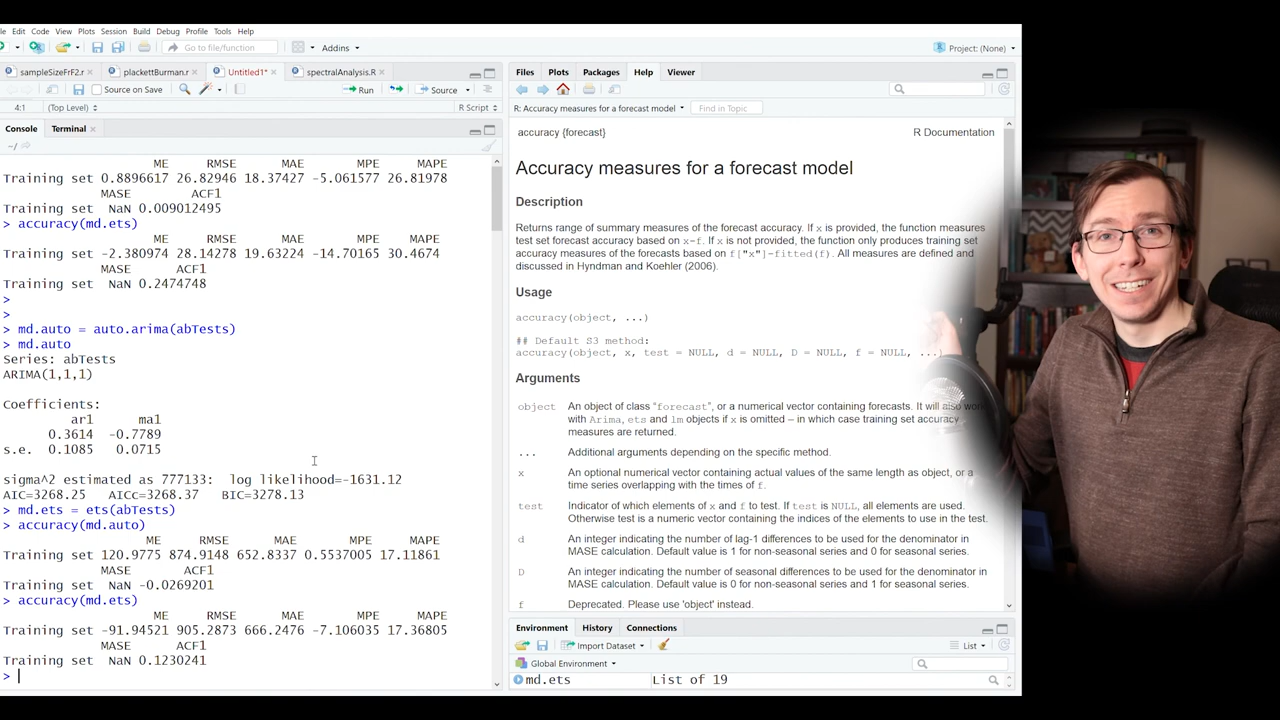 le Edit Code View Plots Session Build Debug Profile Tools Help
Go to file/function
Addins
Project: (None)
sampleSizeFrF2.r
plackettBurman.r
Untitled1*
spectralAnalysis.R
Source on Save
Run
Source
4:1
(Top Level)
R Script
Console
Terminal
~/
ME RMSE MAE MPE MAPE
Training set 0.8896617 26.82946 18.37427 -5.061577 26.81978
MASE ACF1
Training set NaN 0.009012495
> accuracy(md.ets)
ME RMSE MAE MPE MAPE
Training set -2.380974 28.14278 19.63224 -14.70165 30.4674
MASE ACF1
Training set NaN 0.2474748
>
>
> md.auto = auto.arima(abTests)
> md.auto
Series: abTests
ARIMA(1,1,1)
Coefficients:
ar1 ma1
0.3614 -0.7789
s.e. 0.1085 0.0715
sigma^2 estimated as 777133: log likelihood=-1631.12
AIC=3268.25 AICc=3268.37 BIC=3278.13
> md.ets = ets(abTests)
> accuracy(md.auto)
ME RMSE MAE MPE MAPE
Training set 120.9775 874.9148 652.8337 0.5537005 17.11861
MASE ACF1
Training set NaN -0.0269201
> accuracy(md.ets)
ME RMSE MAE MPE MAPE
Training set -91.94521 905.2873 666.2476 -7.106035 17.36805
MASE ACF1
Training set NaN 0.1230241
>
Files Plots Packages Help Viewer
R: Accuracy measures for a forecast model
Find in Topic
accuracy {forecast}
R Documentation
Accuracy measures for a forecast model
Description
Returns range of summary measures of the forecast accuracy. If x is provided, the function measures
test set forecast accuracy based on x-f. If x is not provided, the function only produces training set
accuracy measures of the forecasts based on f["x"]-fitted(f). All measures are defined and
discussed in Hyndman and Koehler (2006).
Usage
accuracy(object, ...)
## Default S3 method:
accuracy(object, x, test = NULL, d = NULL, D = NULL, f = NULL, ...)
Arguments
object An object of class "forecast", or a numerical vector containing forecasts. It will also work
with Arima, ets and lm objects if x is omitted – in which case training set accuracy
measures are returned.
... Additional arguments depending on the specific method.
x An optional numerical vector containing actual values of the same length as object, or a
time series overlapping with the times of f.
test Indicator of which elements of x and f to test. If test is NULL, all elements are used.
Otherwise test is a numeric vector containing the indices of the elements to use in the test.
d An integer indicating the number of lag-1 differences to be used for the denominator in
MASE calculation. Default value is 1 for non-seasonal series and 0 for seasonal series.
D An integer indicating the number of seasonal differences to be used for the denominator in
MASE calculation. Default value is 0 for non-seasonal series and 1 for seasonal series.
f Deprecated. Please use 'object' instead.
Environment History Connections
Import Dataset
List
Global Environment
md.ets List of 19